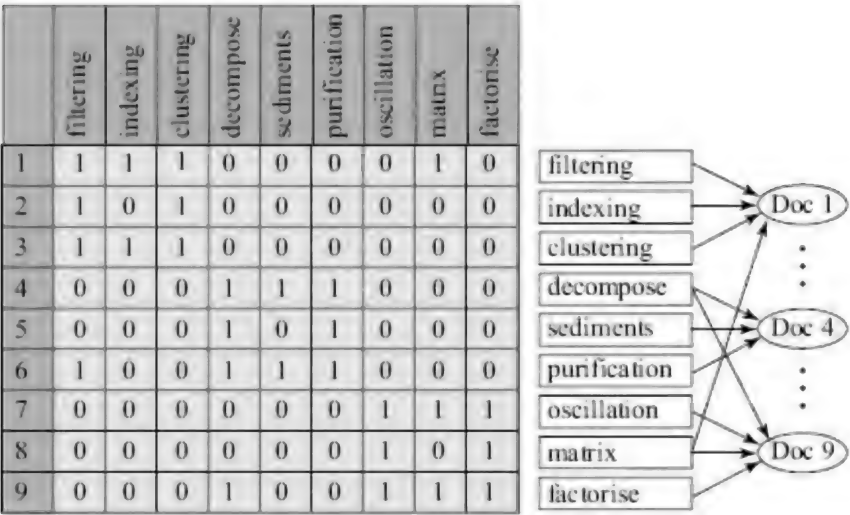 filtering indexing clustering decompose sediments purification oscillation matrix factorise
1 1 1 1 0 0 0 0 1 0
2 1 0 1 0 0 0 0 0 0
3 1 1 1 0 0 0 0 0 0
4 0 0 0 1 1 1 0 0 0
5 0 0 0 1 0 1 0 0 0
6 1 0 0 1 1 1 0 0 0
7 0 0 0 0 0 0 1 1 1
8 0 0 0 0 0 0 1 0 1
9 0 0 0 1 0 0 1 1 1
filtering
indexing
clustering
decompose
sediments
purification
oscillation
matrix
factorise
Doc 1
Doc 4
Doc 9